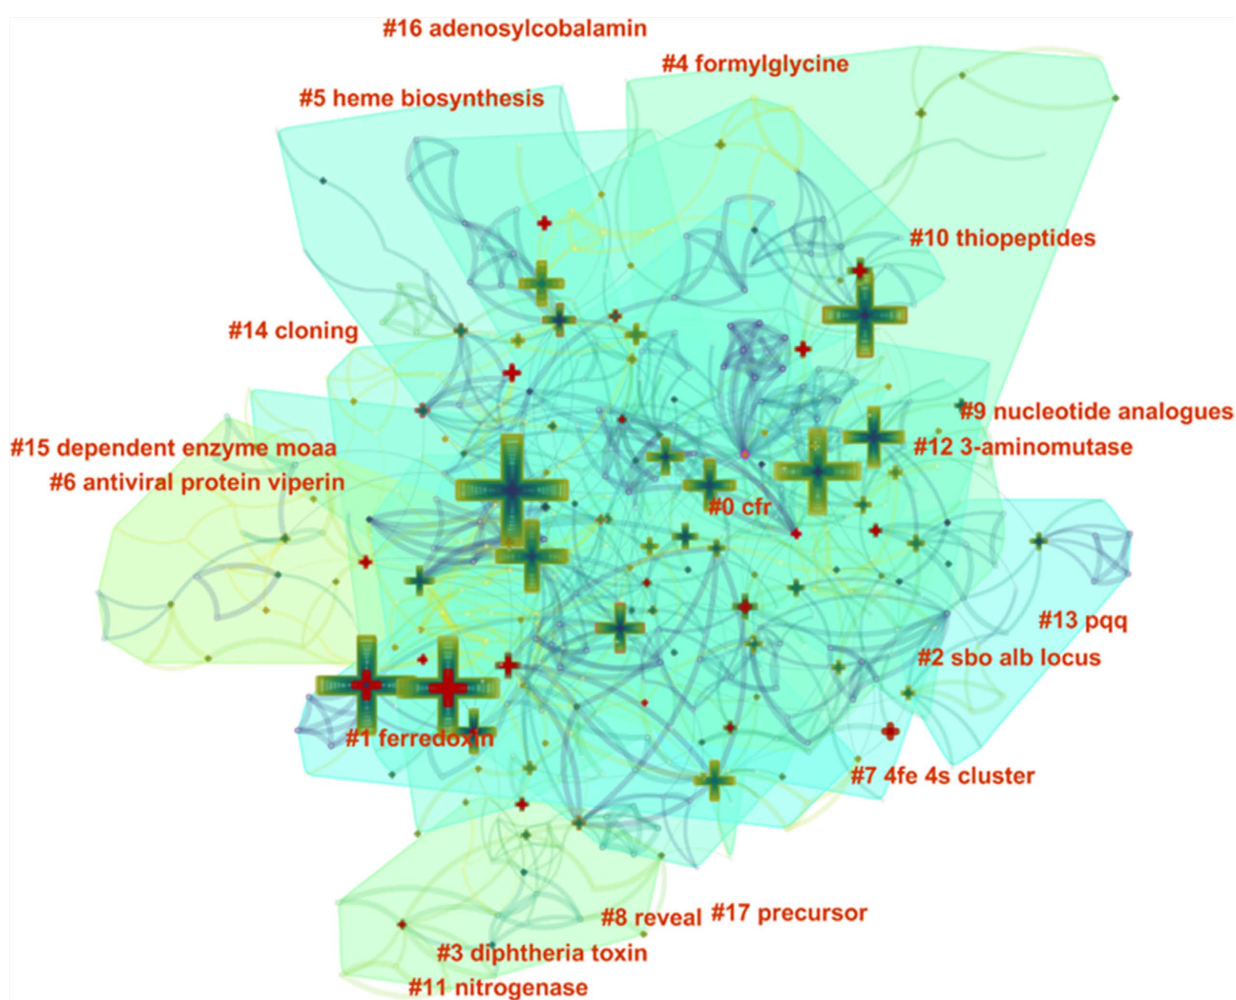 #16 adenosylcobalamin
#4 formylglycine
#5 heme biosynthesis
#10 thiopeptides
#14 cloning
#9 nucleotide analogues
#15 dependent enzyme moaa
#12 3-aminomutase
#6 antiviral protein viperin
#0 cfr
#13 pqq
#2 sbo alb locus
#1 ferredoxin
#7 4fe 4s cluster
#8 reveal
#17 precursor
#3 diphtheria toxin
#11 nitrogenase